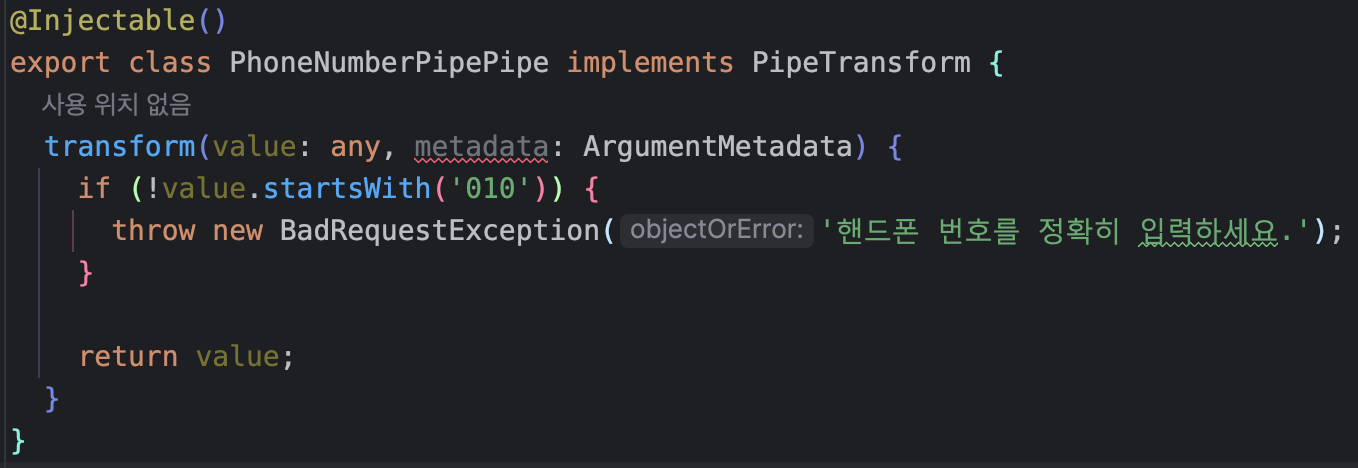 @Injectable()
export class PhoneNumberPipePipe implements PipeTransform {
사용 위치 없음
transform(value: any, metadata: ArgumentMetadata) {
if (!value.startsWith('010')) {
throw new BadRequestException( objectOrError: '핸드폰 번호를 정확히 입력하세요.');
}
return value;
}
}